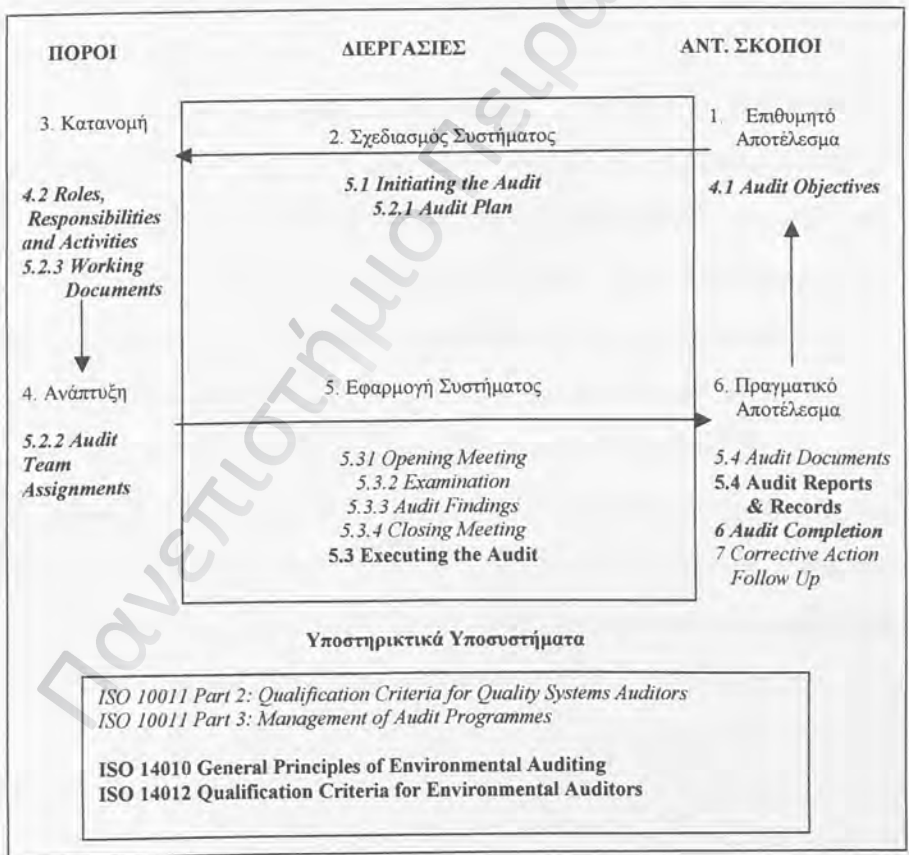 ΠΟΡΟΙ
ΔΙΕΡΓΑΣΙΕΣ
ΑΝΤ. ΣΚΟΠΟΙ
3. Κατανομή
2. Σχεδιασμός Συστήματος
1. Επιθυμητό
Αποτέλεσμα
4.2 Roles,
Responsibilities
and Activities
5.2.3 Working
Documents
5.1 Initiating the Audit
5.2.1 Audit Plan
4.1 Audit Objectives
4. Ανάπτυξη
5. Εφαρμογή Συστήματος
6. Πραγματικό
Αποτέλεσμα
5.2.2 Audit
Team
Assignments
5.31 Opening Meeting
5.3.2 Examination
5.3.3 Audit Findings
5.3.4 Closing Meeting
5.3 Executing the Audit
5.4 Audit Documents
5.4 Audit Reports
& Records
6 Audit Completion
7 Corrective Action
Follow Up
Υποστηρικτικά Υποσυστήματα
ISO 10011 Part 2: Qualification Criteria for Quality Systems Auditors
ISO 10011 Part 3: Management of Audit Programmes
ISO 14010 General Principles of Environmental Auditing
ISO 14012 Qualification Criteria for Environmental Auditors
Πανεπιστήμιο Πειρα